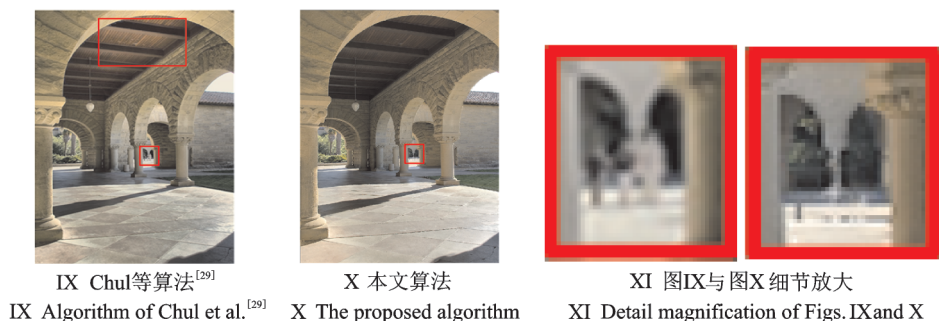 IX Chul等算法[29]
X 本文算法
XI 图IX与图X细节放大
IX Algorithm of Chul et al.[29]
X The proposed algorithm
XI Detail magnification of Figs. IX and X